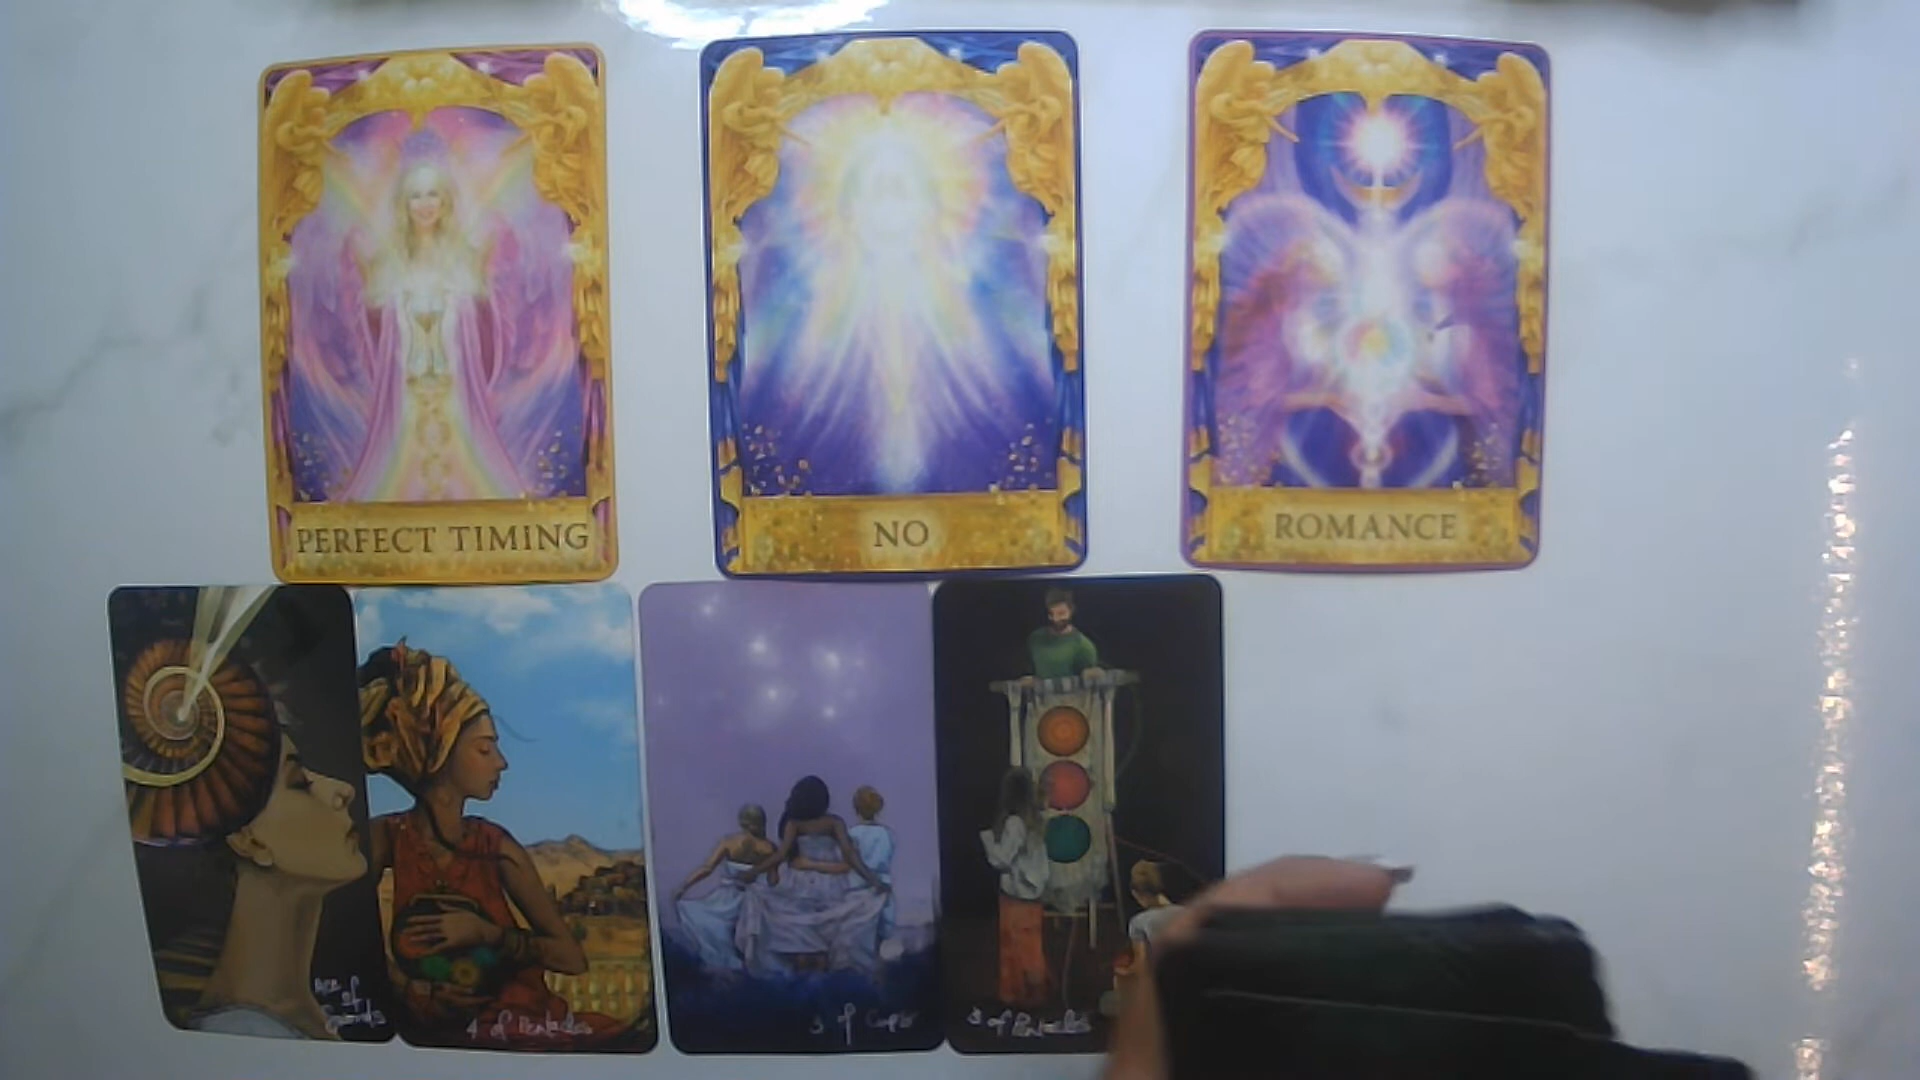 PERFECT TIMING
NO
ROMANCE
Ace
of
Swords
4 of Pentacles
3 of Cups
3 of Pentacles